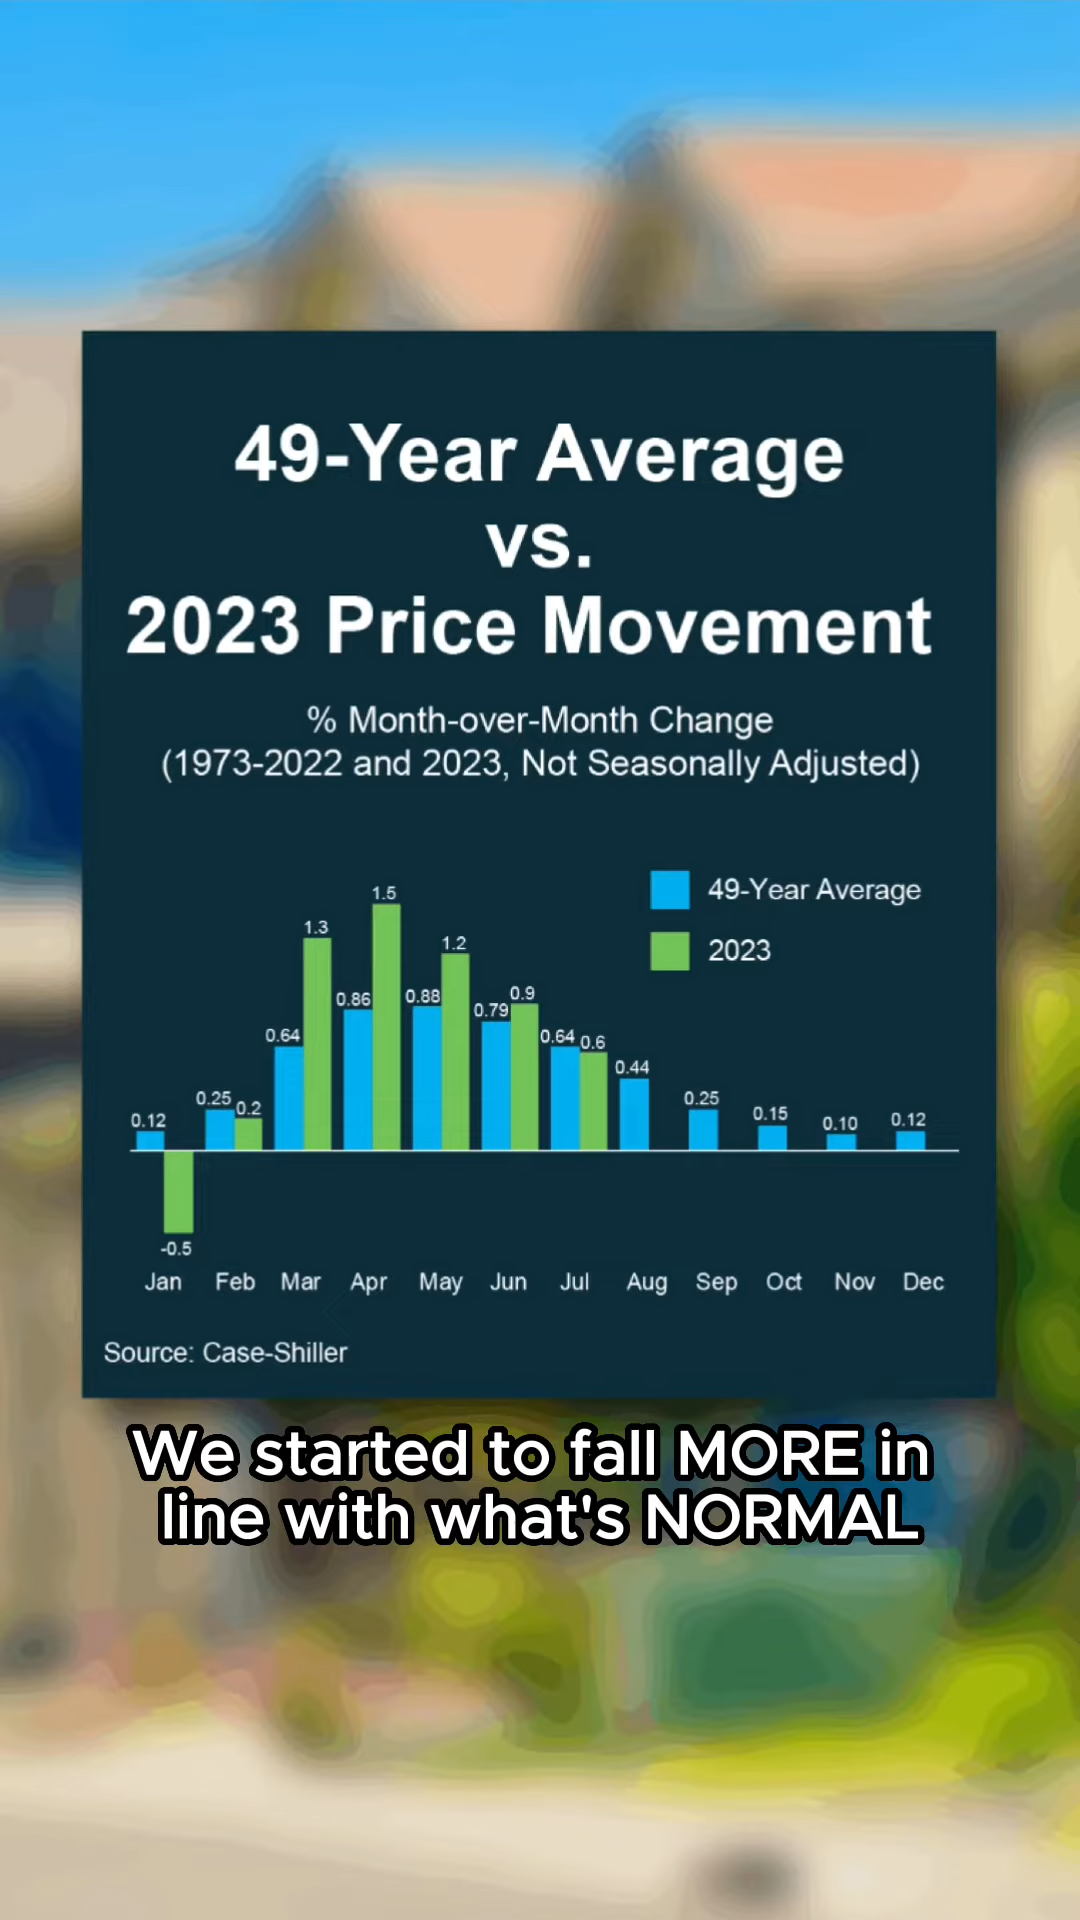 49-Year Average
vs.
2023 Price Movement
% Month-over-Month Change
(1973-2022 and 2023, Not Seasonally Adjusted)
49-Year Average
2023
0.12
-0.5
0.25
0.2
0.64
1.3
0.86
1.5
0.88
1.2
0.79
0.9
0.64
0.6
0.44
0.25
0.15
0.10
0.12
Jan Feb Mar Apr May Jun Jul Aug Sep Oct Nov Dec
Source: Case-Shiller
We started to fall MORE in
line with what's NORMAL